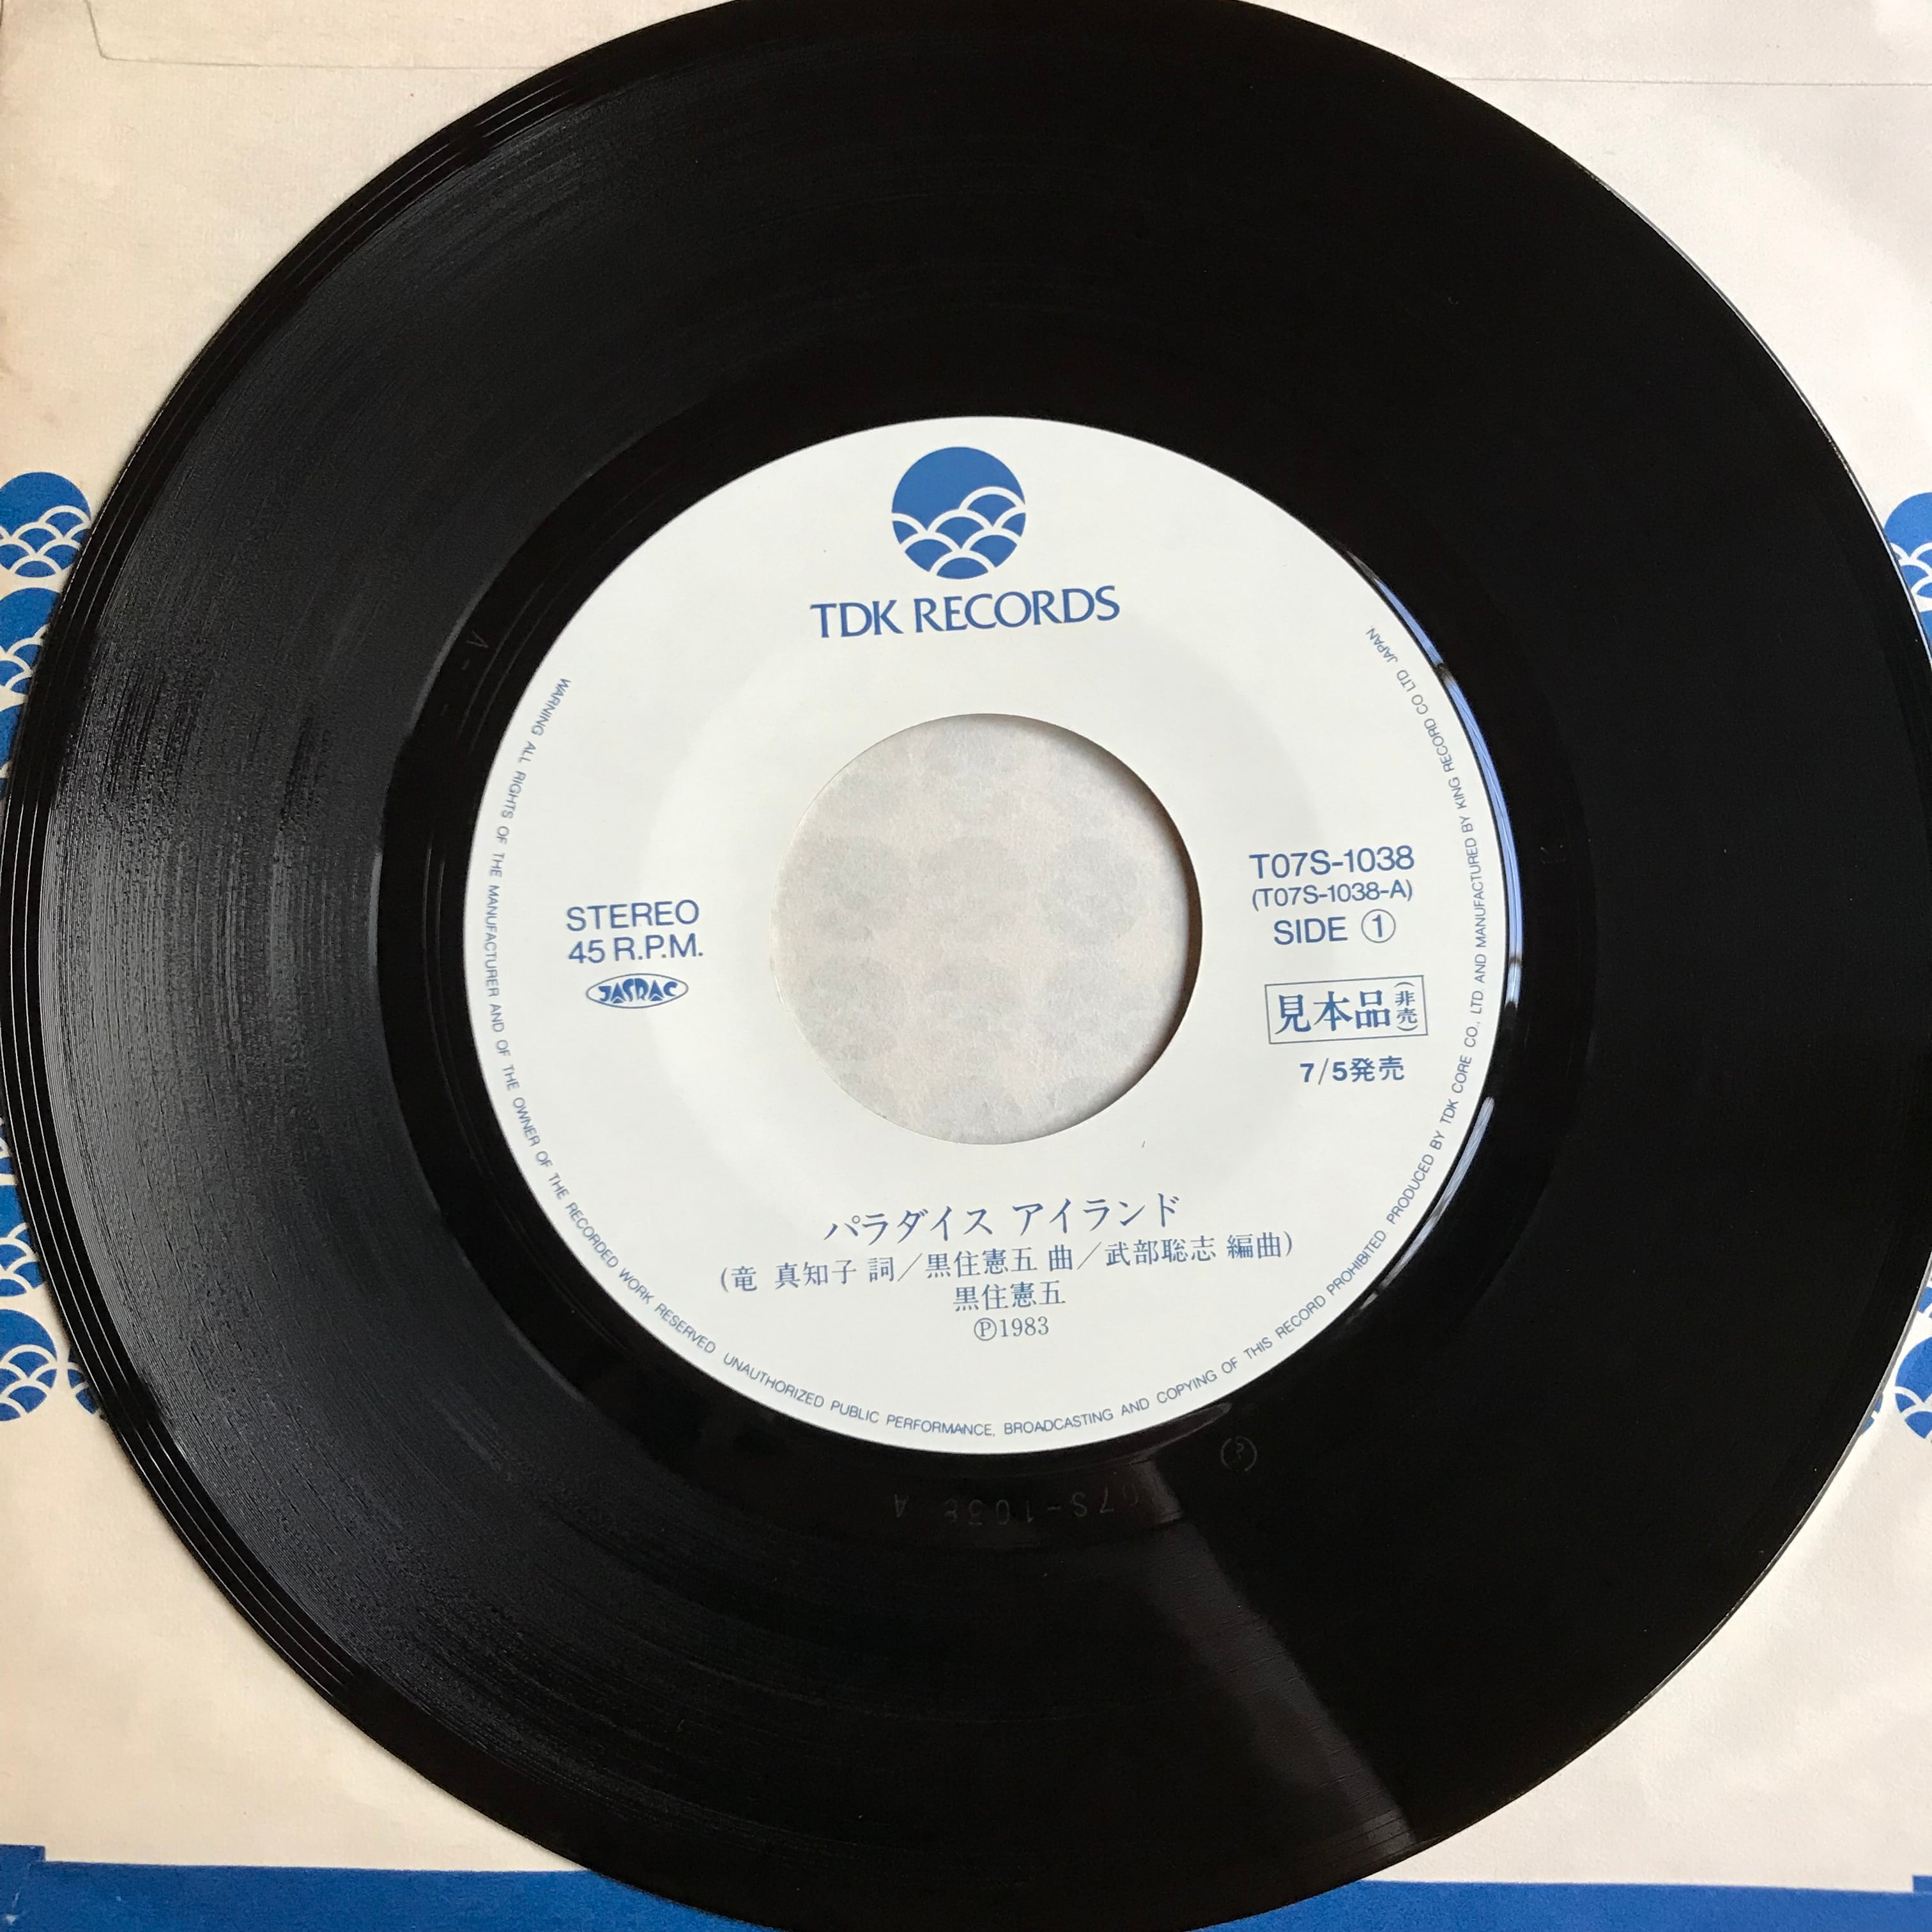 TDK RECORDS
STEREO
45 R.P.M.
JASRAC
T07S-1038
(T07S-1038-A)
SIDE ①
見本品(非売)
7/5発売
パラダイス アイランド
(竜 真知子 詞/黒住憲五 曲/武部聡志 編曲)
黒住憲五
Ⓟ1983
WARNING ALL RIGHTS OF THE MANUFACTURER AND OF THE OWNER OF THE RECORDED WORK RESERVED UNAUTHORIZED PUBLIC PERFORMANCE, BROADCASTING AND COPYING OF THIS RECORD PROHIBITED PRODUCED BY TDK CORE CO., LTD AND MANUFACTURED BY KING RECORD CO LTD JAPAN.
07S-1038 A